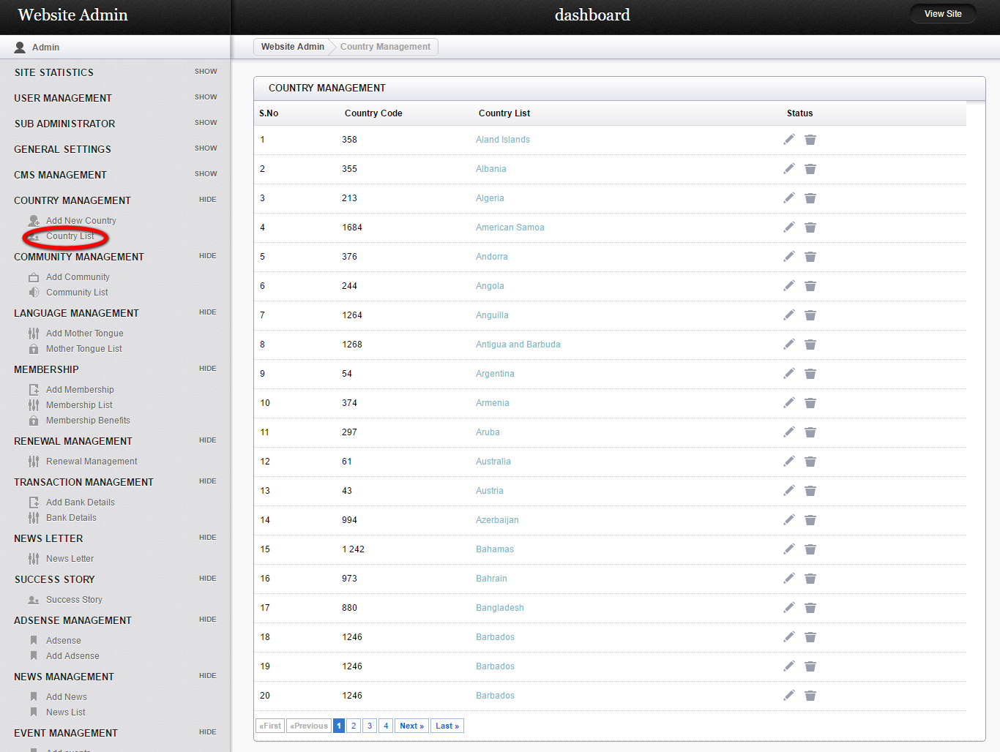 Website Admin
dashboard
View Site
Admin
Website Admin Country Management
SITE STATISTICS SHOW
USER MANAGEMENT SHOW
SUB ADMINISTRATOR SHOW
GENERAL SETTINGS SHOW
CMS MANAGEMENT SHOW
COUNTRY MANAGEMENT HIDE
Add New Country
Country List
COMMUNITY MANAGEMENT HIDE
Add Community
Community List
LANGUAGE MANAGEMENT HIDE
Add Mother Tongue
Mother Tongue List
MEMBERSHIP HIDE
Add Membership
Membership List
Membership Benefits
RENEWAL MANAGEMENT HIDE
Renewal Management
TRANSACTION MANAGEMENT HIDE
Add Bank Details
Bank Details
NEWS LETTER HIDE
News Letter
SUCCESS STORY HIDE
Success Story
ADSENSE MANAGEMENT HIDE
Adsense
Add Adsense
NEWS MANAGEMENT HIDE
Add News
News List
EVENT MANAGEMENT HIDE
Add events
COUNTRY MANAGEMENT
S.No Country Code Country List Status
1 358 Aland Islands
2 355 Albania
3 213 Algeria
4 1684 American Samoa
5 376 Andorra
6 244 Angola
7 1264 Anguilla
8 1268 Antigua and Barbuda
9 54 Argentina
10 374 Armenia
11 297 Aruba
12 61 Australia
13 43 Austria
14 994 Azerbaijan
15 1 242 Bahamas
16 973 Bahrain
17 880 Bangladesh
18 1246 Barbados
19 1246 Barbados
20 1246 Barbados
«First «Previous 1 2 3 4 Next » Last »